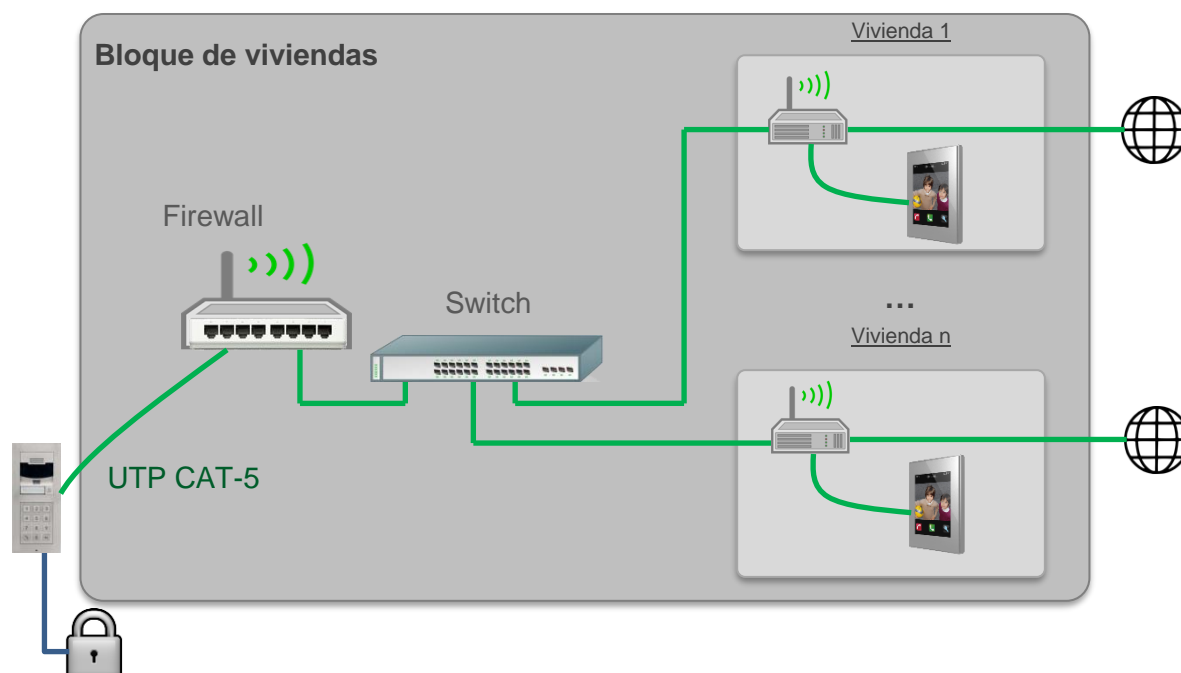 Bloque de viviendas
Vivienda 1
Firewall
Switch
...
Vivienda n
UTP CAT-5